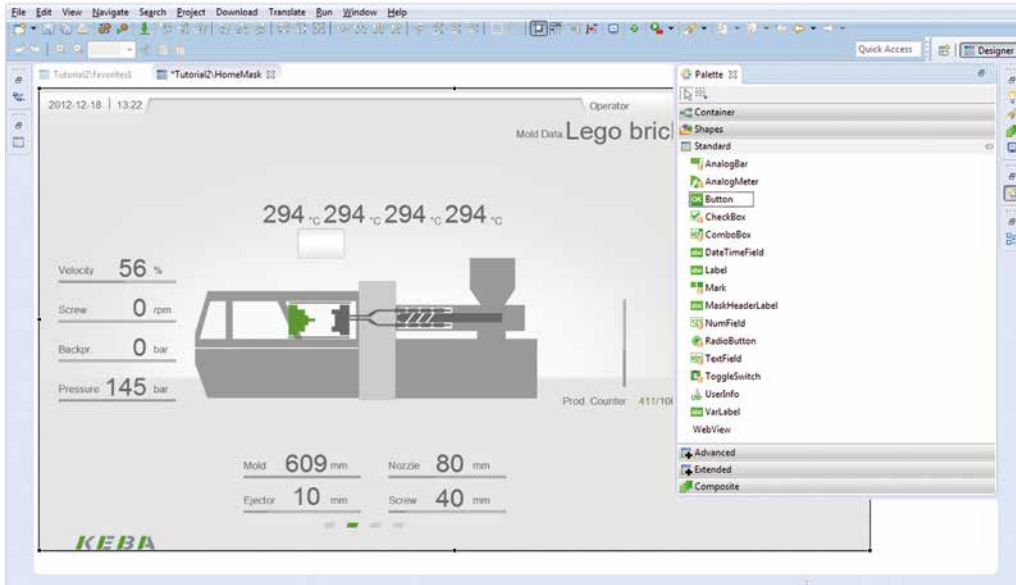 File Edit View Navigate Search Project Download Translate Run Window Help
Quick Access Designer
Tutorial2\favorites1 *Tutorial2\HomeMask
Palette
2012-12-18 13:22 Operator
Mold Data Lego bric
Container
Shapes
Standard
AnalogBar
AnalogMeter
OK Button
CheckBox
ComboBox
DateTimeField
Label
Mark
MaskHeaderLabel
NumField
RadioButton
TextField
ToggleSwitch
UserInfo
VarLabel
WebView
Advanced
Extended
Composite
294 °C 294 °C 294 °C 294 °C
Velocity 56 %
Screw 0 rpm
Backpr. 0 bar
Pressure 145 bar
Prod. Counter 411/100
Mold 609 mm Nozzle 80 mm
Ejector 10 mm Screw 40 mm
KEBA